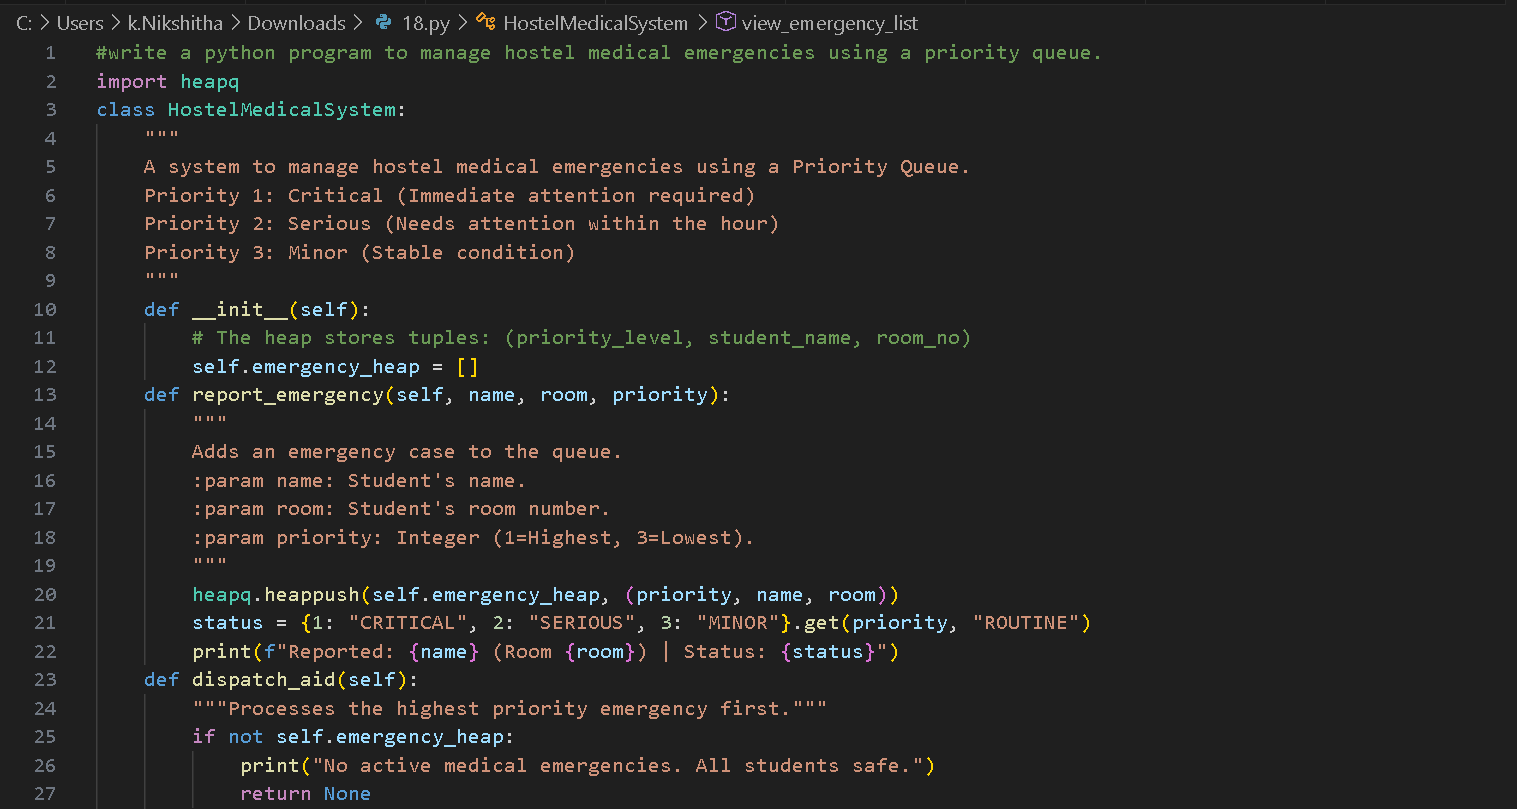 C: > Users > k.Nikshitha > Downloads > 18.py > HostelMedicalSystem > view_emergency_list
1 #write a python program to manage hostel medical emergencies using a priority queue.
2 import heapq
3 class HostelMedicalSystem:
4     """
5     A system to manage hostel medical emergencies using a Priority Queue.
6     Priority 1: Critical (Immediate attention required)
7     Priority 2: Serious (Needs attention within the hour)
8     Priority 3: Minor (Stable condition)
9     """
10     def __init__(self):
11         # The heap stores tuples: (priority_level, student_name, room_no)
12         self.emergency_heap = []
13     def report_emergency(self, name, room, priority):
14         """
15         Adds an emergency case to the queue.
16         :param name: Student's name.
17         :param room: Student's room number.
18         :param priority: Integer (1=Highest, 3=Lowest).
19         """
20         heapq.heappush(self.emergency_heap, (priority, name, room))
21         status = {1: "CRITICAL", 2: "SERIOUS", 3: "MINOR"}.get(priority, "ROUTINE")
22         print(f"Reported: {name} (Room {room}) | Status: {status}")
23     def dispatch_aid(self):
24         """Processes the highest priority emergency first."""
25         if not self.emergency_heap:
26             print("No active medical emergencies. All students safe.")
27             return None